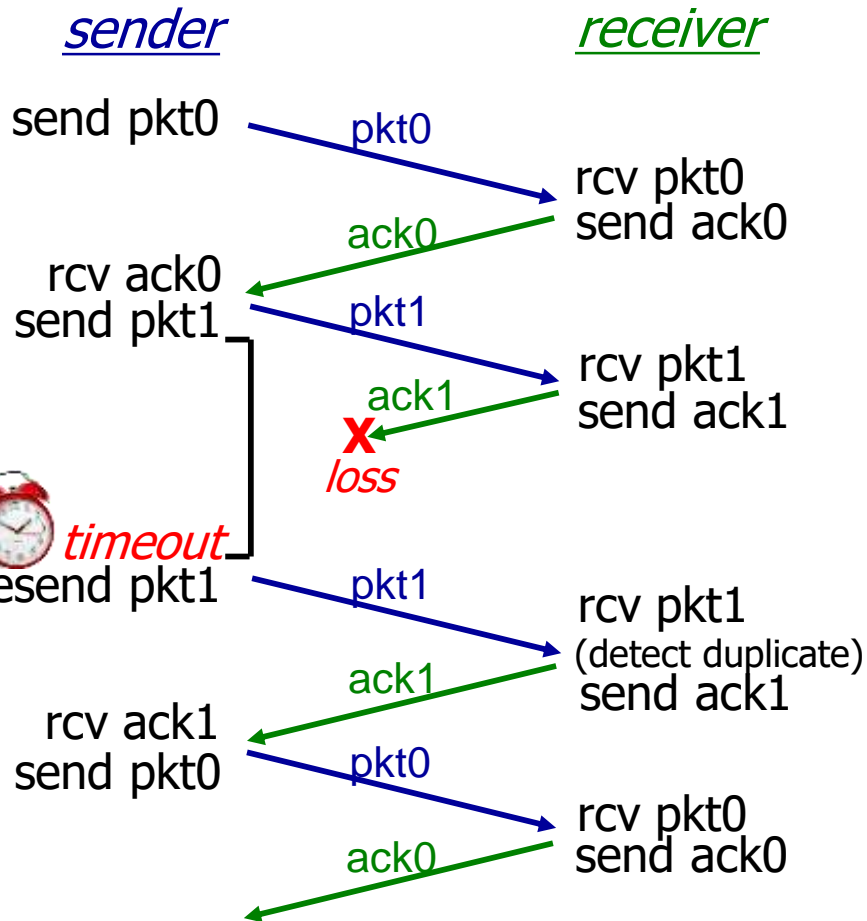 sender
receiver
send pkt0
pkt0
rcv pkt0
send ack0
ack0
rcv ack0
send pkt1
pkt1
rcv pkt1
send ack1
ack1
X
loss
timeout
esend pkt1
pkt1
rcv pkt1
(detect duplicate)
send ack1
ack1
rcv ack1
send pkt0
pkt0
rcv pkt0
send ack0
ack0